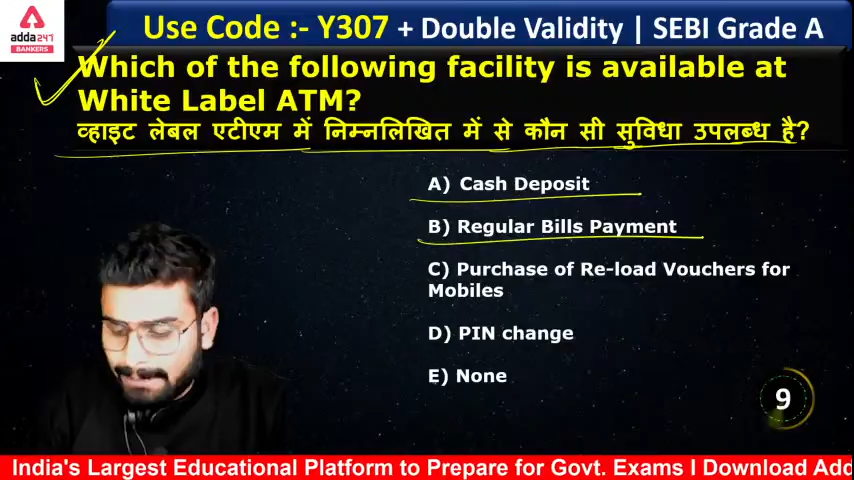 adda247
BANKERS
Use Code :- Y307 + Double Validity | SEBI Grade A
Which of the following facility is available at
White Label ATM?
व्हाइट लेबल एटीएम में निम्नलिखित में से कौन सी सुविधा उपलब्ध है?
A) Cash Deposit
B) Regular Bills Payment
C) Purchase of Re-load Vouchers for
Mobiles
D) PIN change
E) None
9
India's Largest Educational Platform to Prepare for Govt. Exams I Download Add